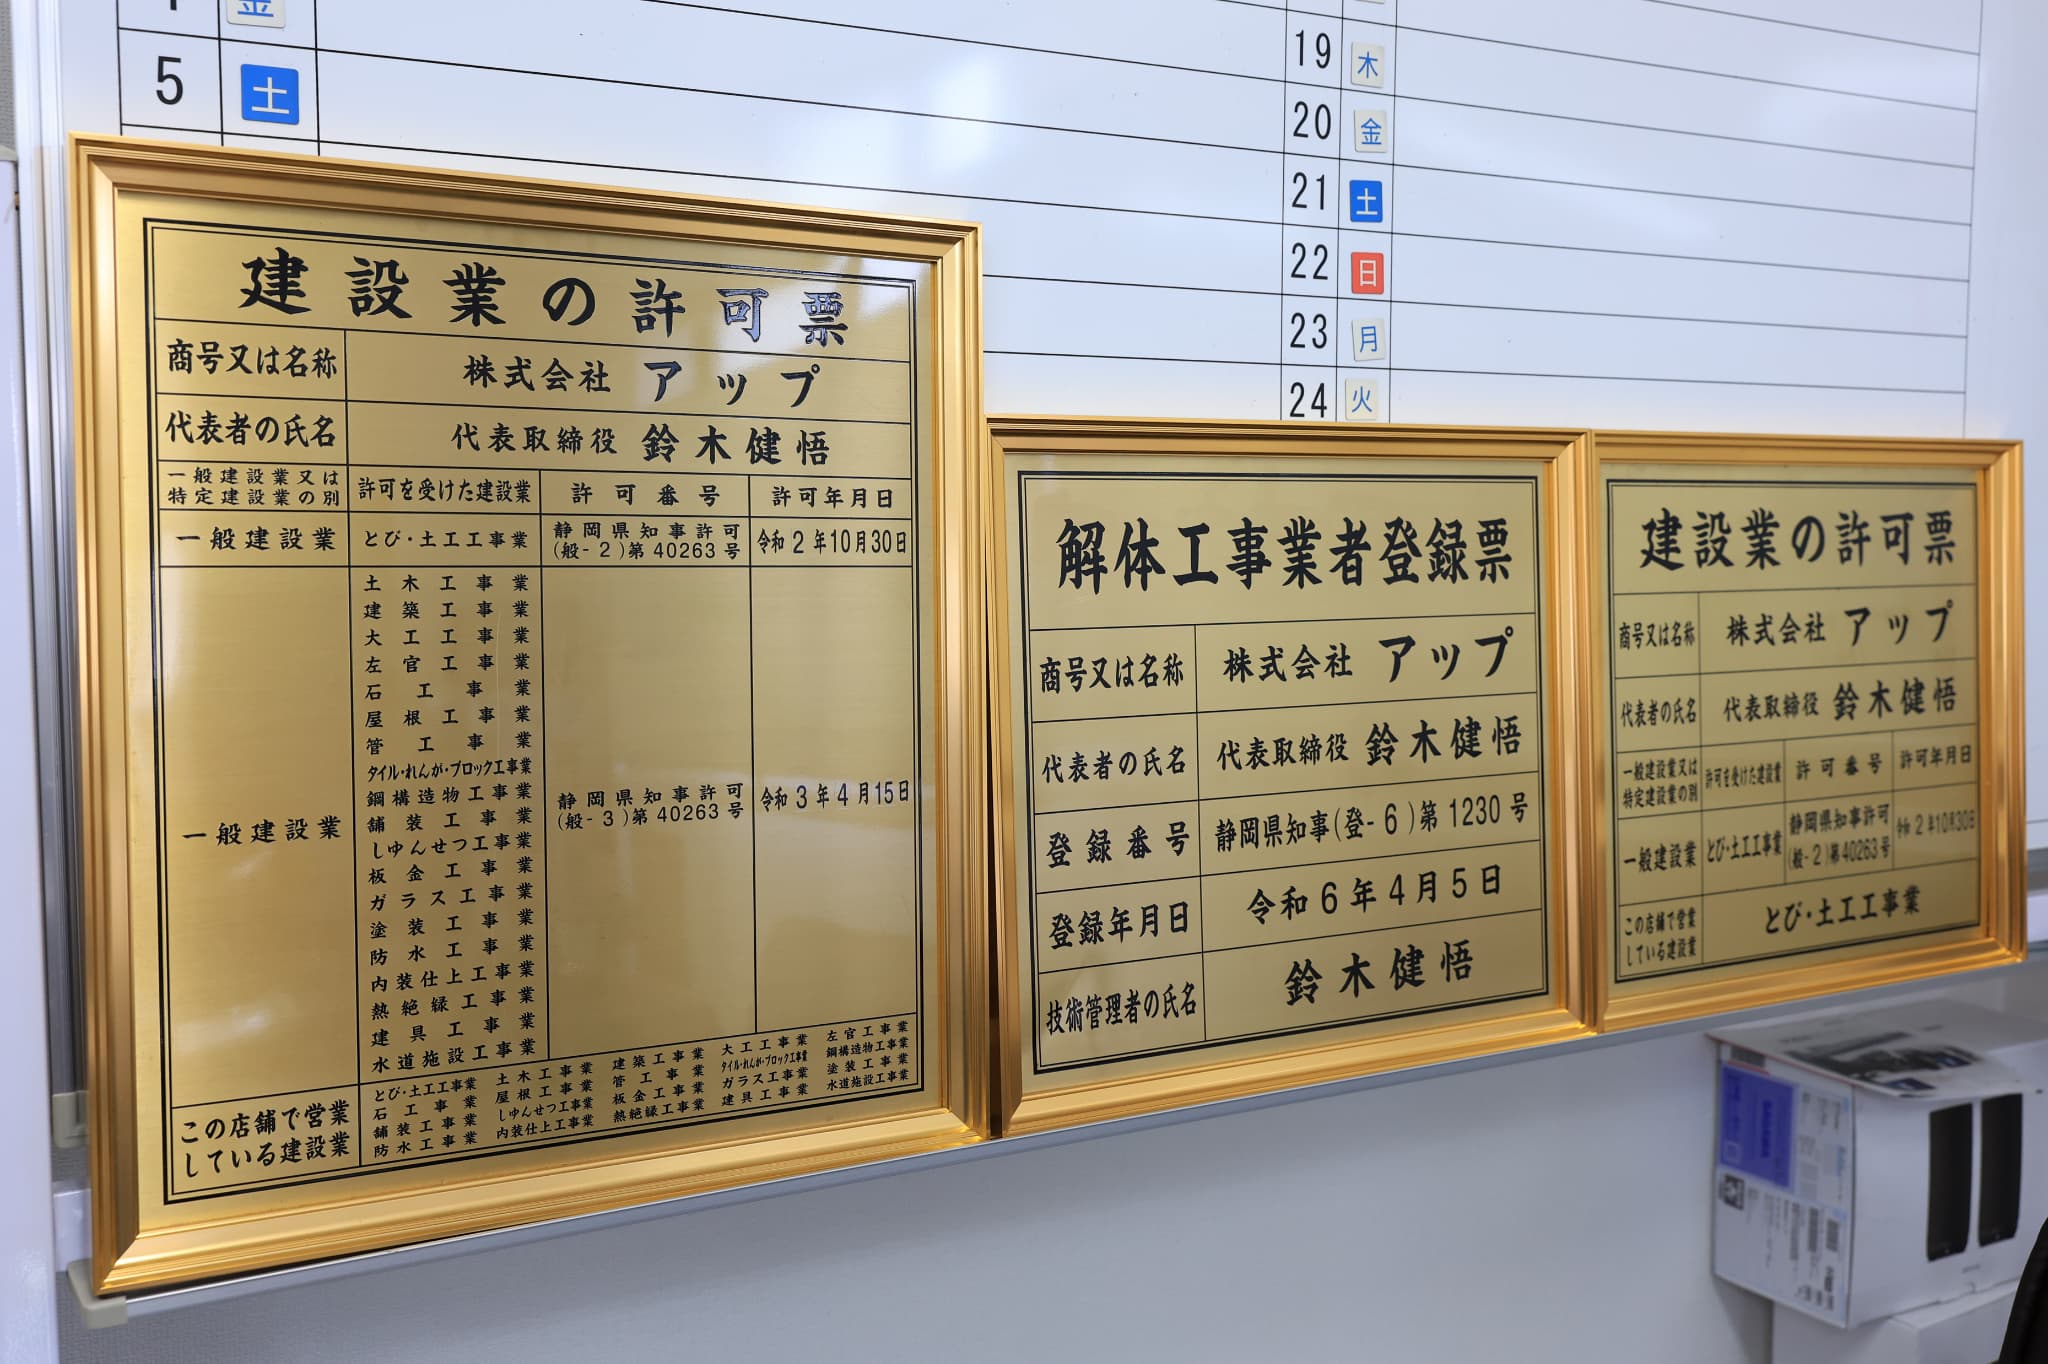 金
5 土
19 木
20 金
21 土
22 日
23 月
24 火
建設業の許可票
商号又は名称 株式会社 アップ
代表者の氏名 代表取締役 鈴木健悟
一般建設業又は特定建設業の別 許可を受けた建設業 許可番号 許可年月日
一般建設業 とび・土工工事業 静岡県知事許可(般-2)第40263号 令和2年10月30日
一般建設業
土木工事業
建築工事業
大工工事業
左官工事業
石工事業
屋根工事業
管工事業
タイル・れんが・ブロック工事業
鋼構造物工事業
舗装工事業
しゆんせつ工事業
板金工事業
ガラス工事業
塗装工事業
防水工事業
内装仕上工事業
熱絶縁工事業
建具工事業
水道施設工事業
静岡県知事許可
(般-3)第40263号
令和3年4月15日
この店舗で営業している建設業
とび・土工工事業 土木工事業 建築工事業 大工工事業 左官工事業
石工事業 屋根工事業 管工事業 タイル・れんが・ブロック工事業 鋼構造物工事業
舗装工事業 しゆんせつ工事業 板金工事業 ガラス工事業 塗装工事業
防水工事業 内装仕上工事業 熱絶縁工事業 建具工事業 水道施設工事業
解体工事業者登録票
商号又は名称 株式会社 アップ
代表者の氏名 代表取締役 鈴木健悟
登録番号 静岡県知事(登-6)第1230号
登録年月日 令和6年4月5日
技術管理者の氏名 鈴木健悟
建設業の許可票
商号又は名称 株式会社 アップ
代表者の氏名 代表取締役 鈴木健悟
一般建設業又は特定建設業の別 許可を受けた建設業 許可番号 許可年月日
一般建設業 とび・土工工事業 静岡県知事許可(般-2)第40263号 令和2年10月30日
この店舗で営業している建設業 とび・土工工事業